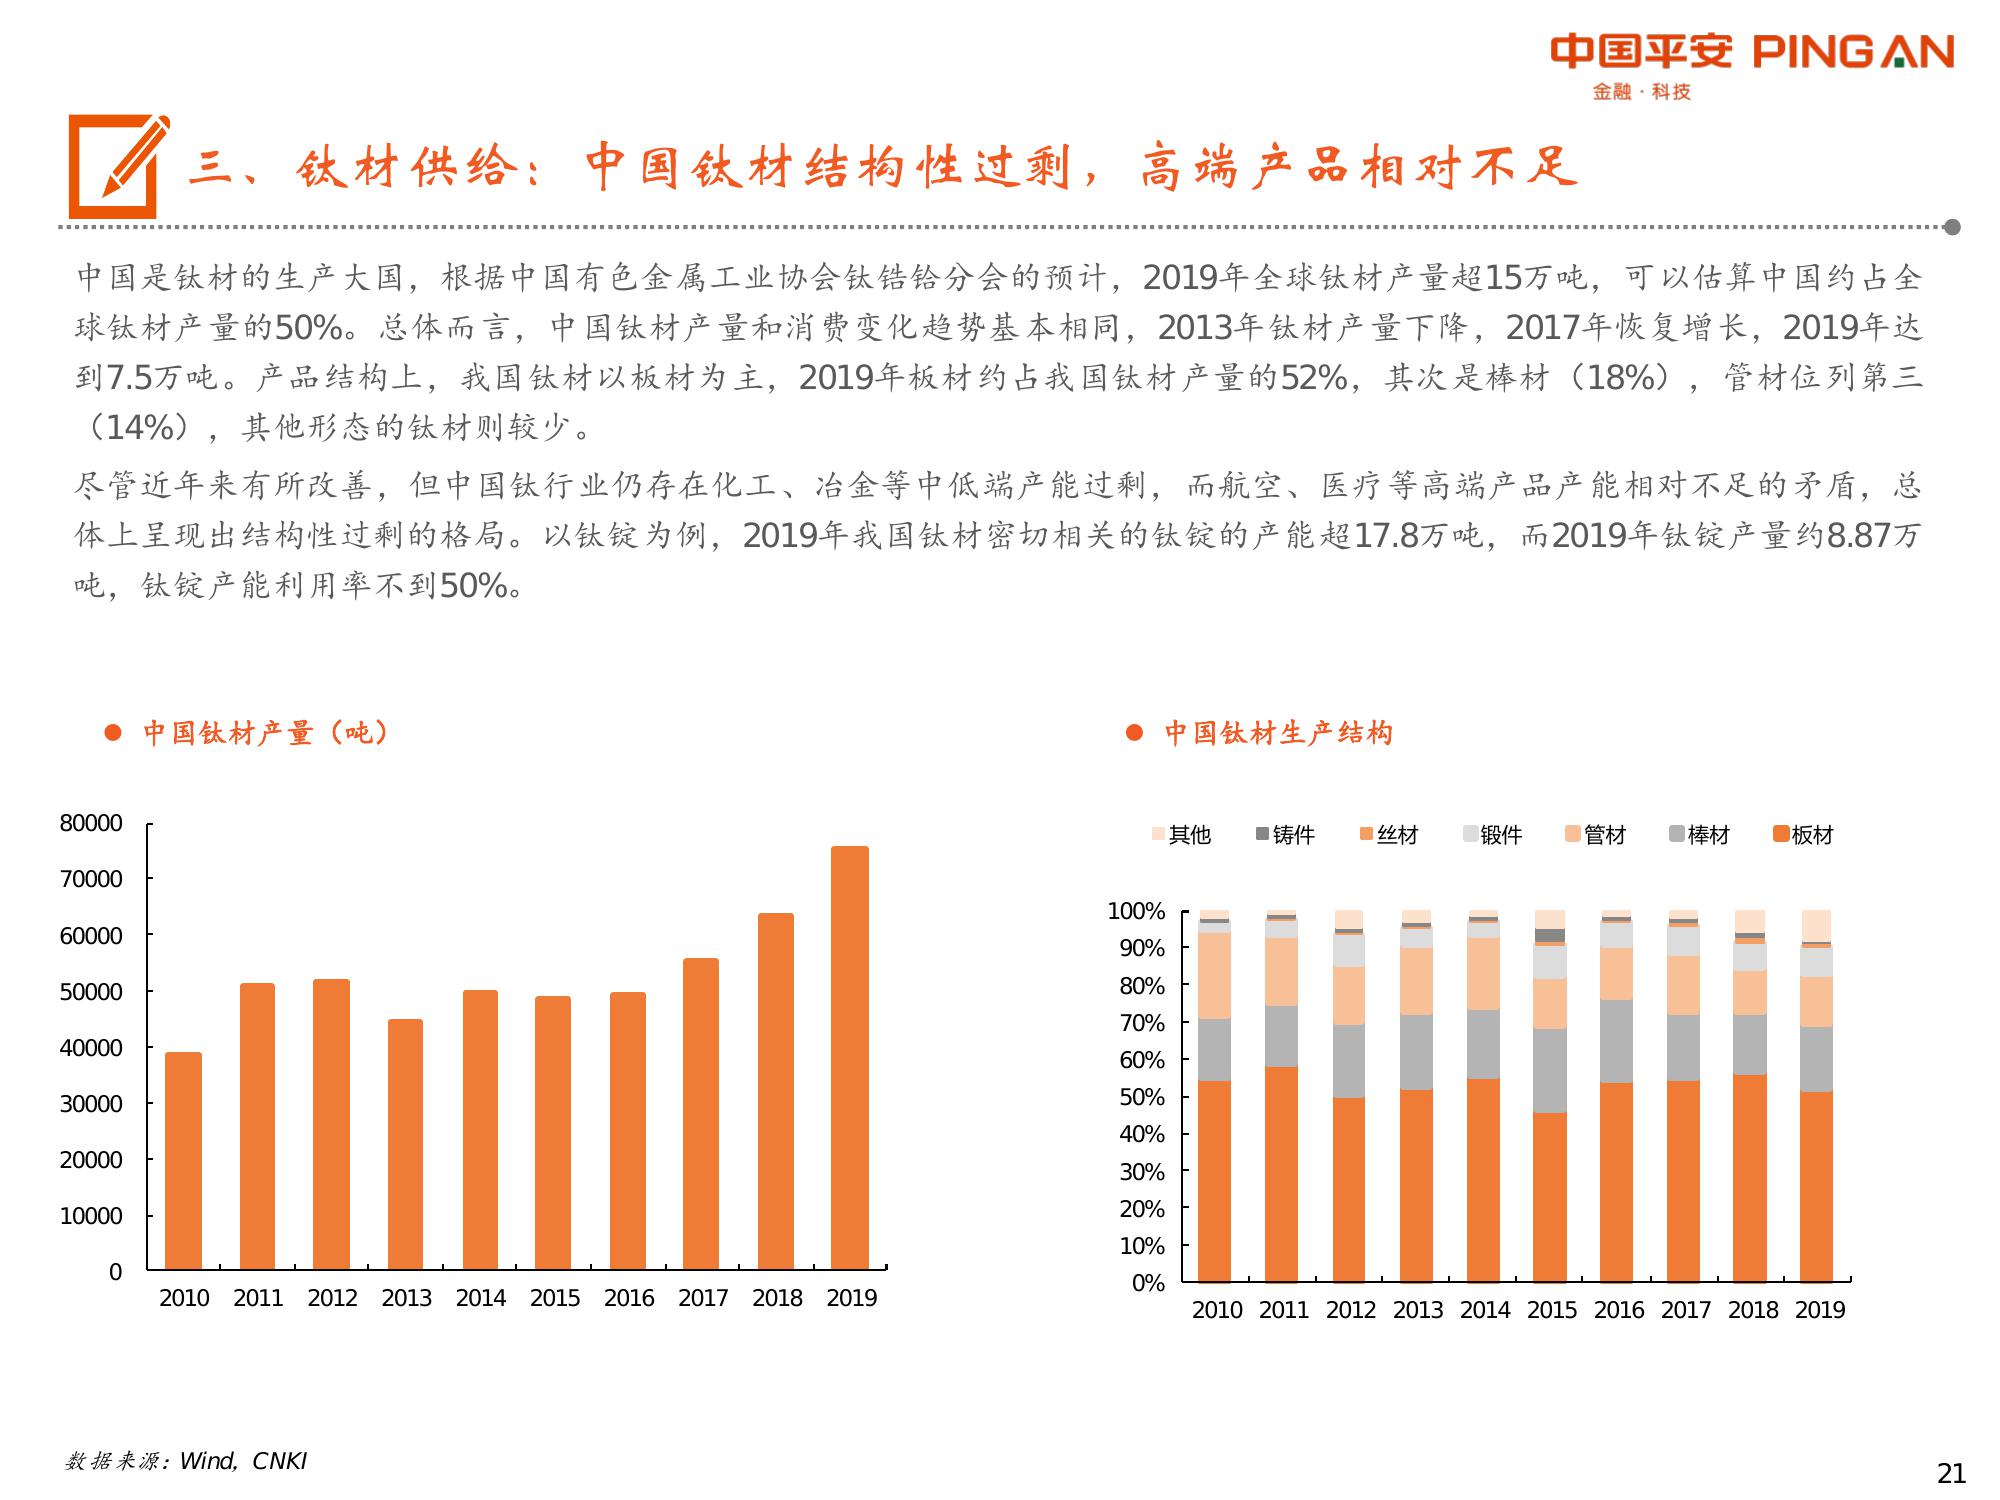 中国平安 PING AN
金融·科技
三、钛材供给：中国钛材结构性过剩，高端产品相对不足
中国是钛材的生产大国，根据中国有色金属工业协会钛锆铪分会的预计，2019年全球钛材产量超15万吨，可以估算中国约占全
球钛材产量的50%。总体而言，中国钛材产量和消费变化趋势基本相同，2013年钛材产量下降，2017年恢复增长，2019年达
到7.5万吨。产品结构上，我国钛材以板材为主，2019年板材约占我国钛材产量的52%，其次是棒材（18%），管材位列第三
（14%），其他形态的钛材则较少。
尽管近年来有所改善，但中国钛行业仍存在化工、冶金等中低端产能过剩，而航空、医疗等高端产品产能相对不足的矛盾，总
体上呈现出结构性过剩的格局。以钛锭为例，2019年我国钛材密切相关的钛锭的产能超17.8万吨，而2019年钛锭产量约8.87万
吨，钛锭产能利用率不到50%。
中国钛材产量（吨）
80000
70000
60000
50000
40000
30000
20000
10000
0
2010 2011 2012 2013 2014 2015 2016 2017 2018 2019
中国钛材生产结构
其他 铸件 丝材 锻件 管材 棒材 板材
100%
90%
80%
70%
60%
50%
40%
30%
20%
10%
0%
2010 2011 2012 2013 2014 2015 2016 2017 2018 2019
数据来源：Wind，CNKI
21